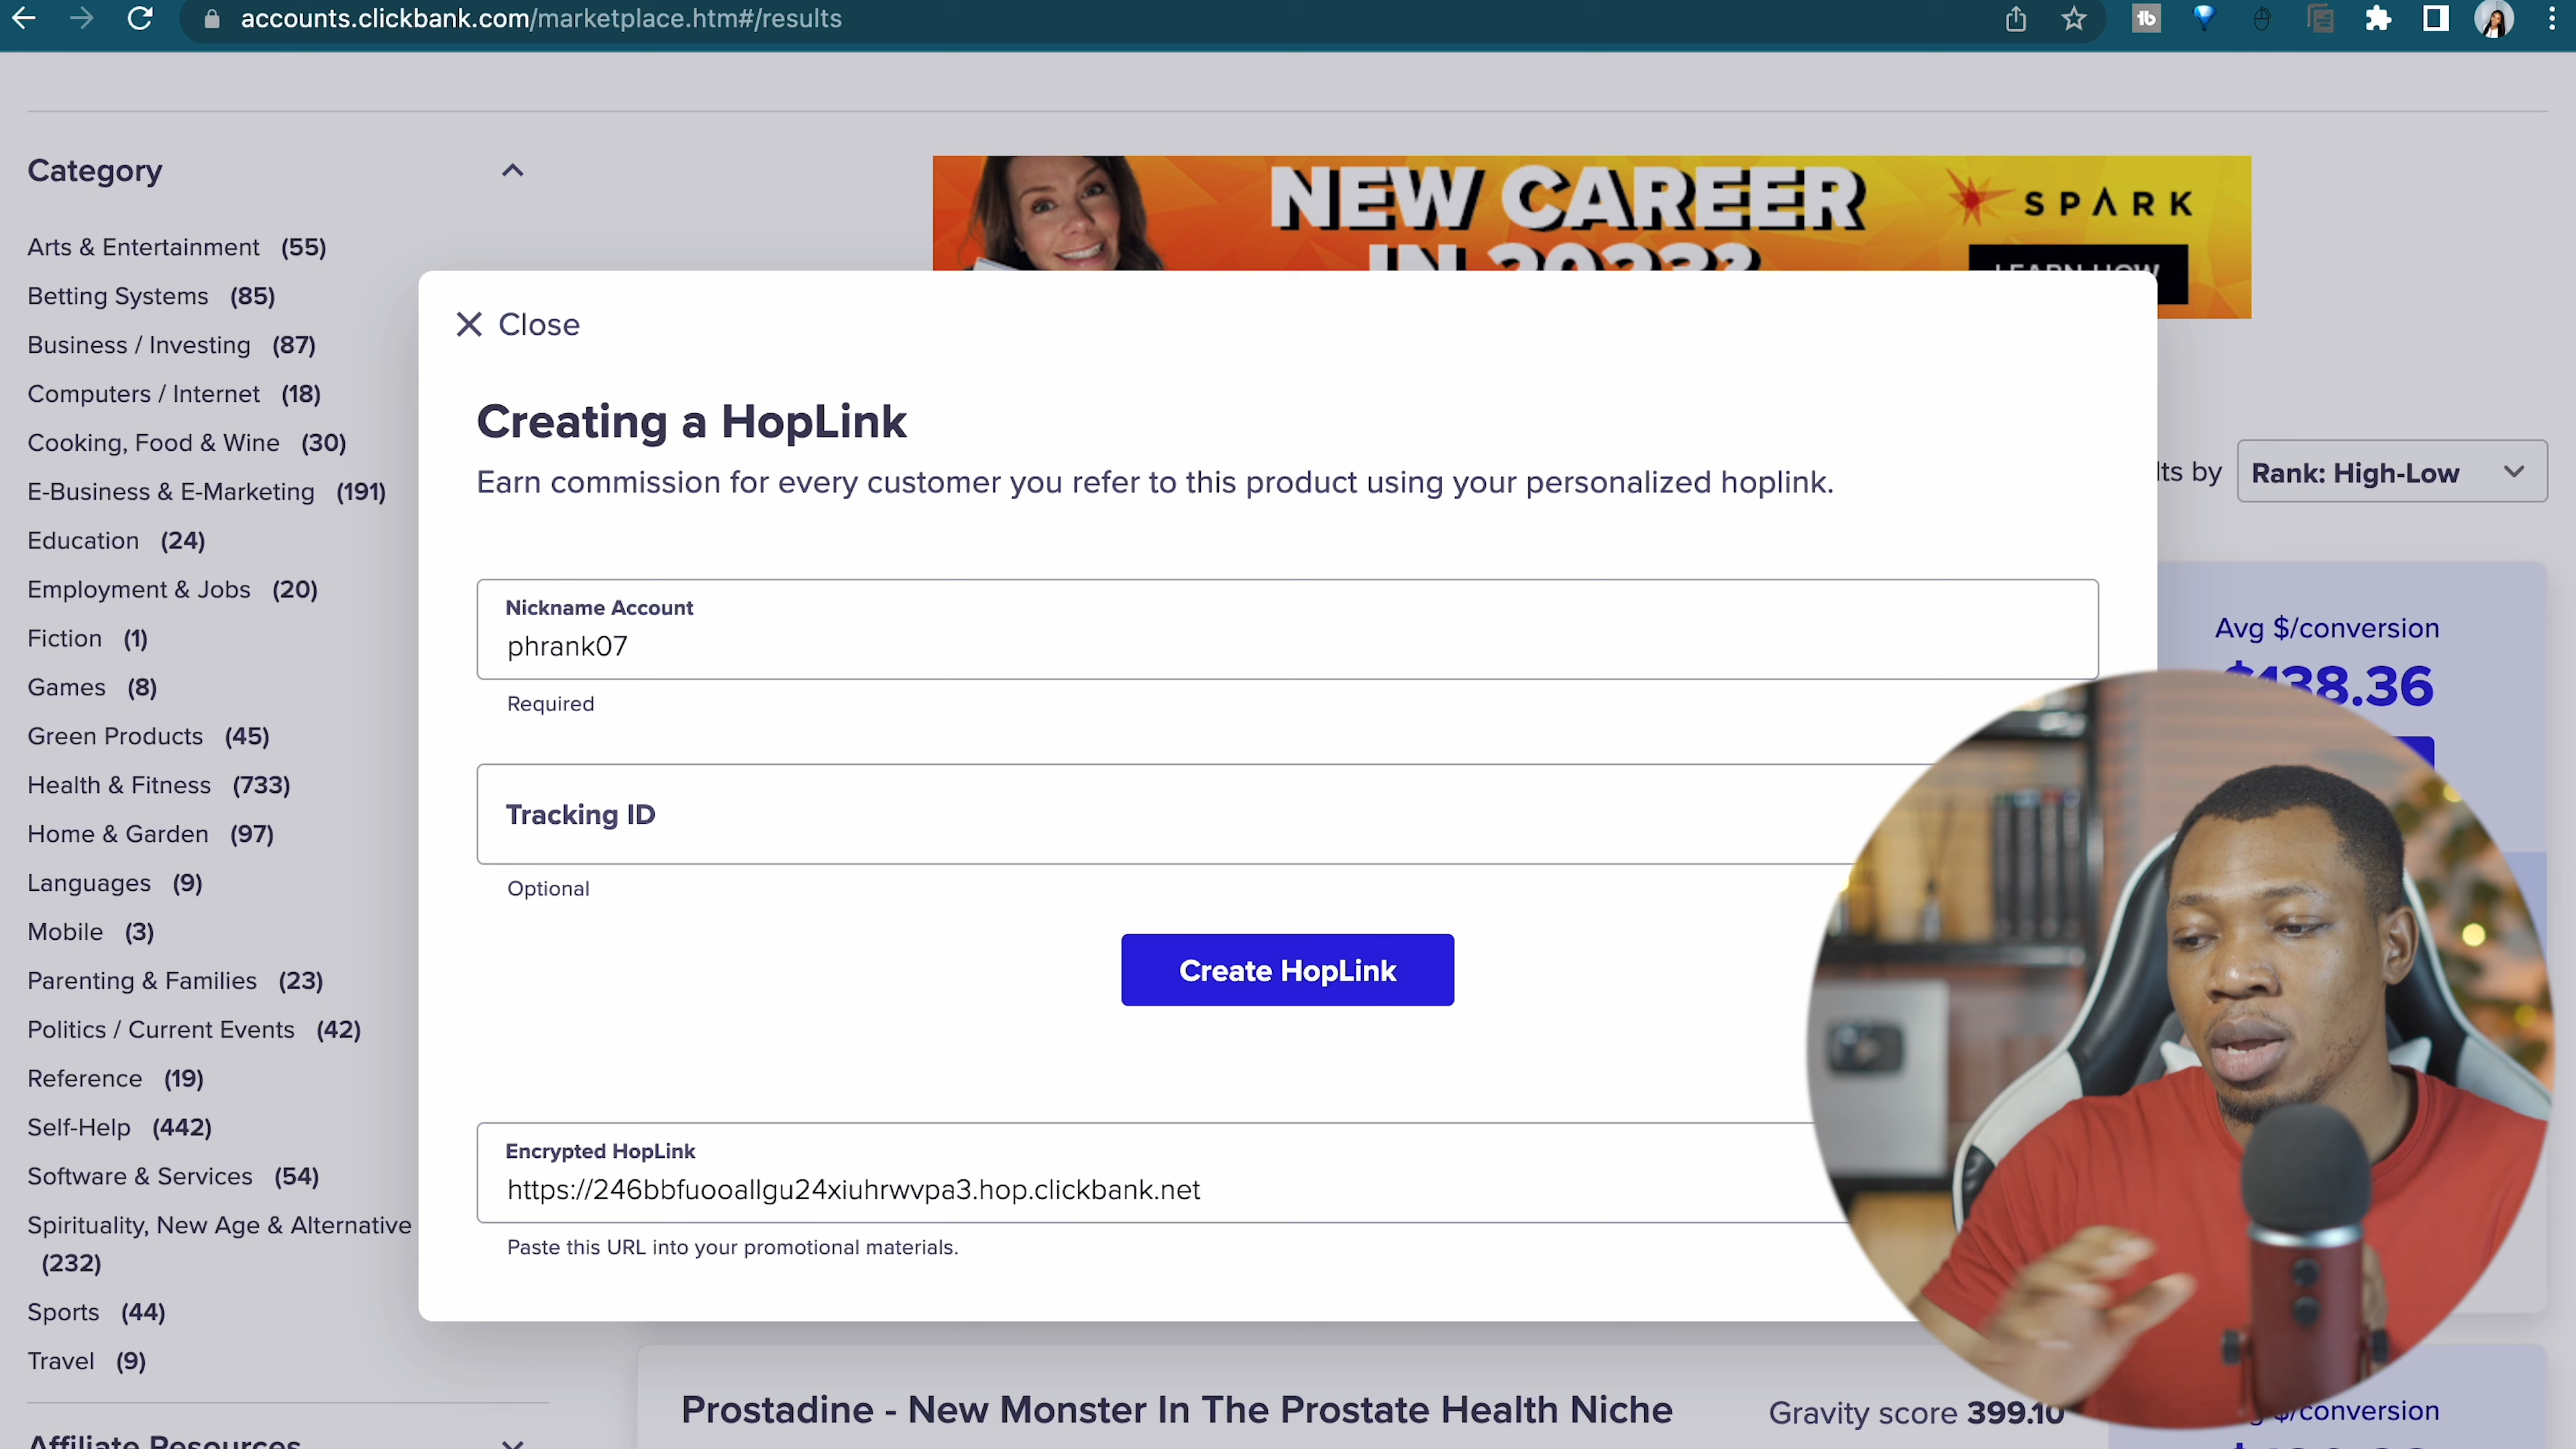 accounts.clickbank.com/marketplace.htm#/results
Category
Arts & Entertainment (55)
Betting Systems (85)
Business / Investing (87)
Computers / Internet (18)
Cooking, Food & Wine (30)
E-Business & E-Marketing (191)
Education (24)
Employment & Jobs (20)
Fiction (1)
Games (8)
Green Products (45)
Health & Fitness (733)
Home & Garden (97)
Languages (9)
Mobile (3)
Parenting & Families (23)
Politics / Current Events (42)
Reference (19)
Self-Help (442)
Software & Services (54)
Spirituality, New Age & Alternative
(232)
Sports (44)
Travel (9)
Affiliate Resources
NEW CAREER
IN 2023?
SPARK
LEARN HOW
Close
Creating a HopLink
Earn commission for every customer you refer to this product using your personalized hoplink.
Nickname Account
phrank07
Required
Tracking ID
Optional
Create HopLink
Encrypted HopLink
https://246bbfuooallgu24xiuhrwvpa3.hop.clickbank.net
Paste this URL into your promotional materials.
lts by
Rank: High-Low
Avg $/conversion
$138.36
Prostadine - New Monster In The Prostate Health Niche
Gravity score 399.10
$/conversion